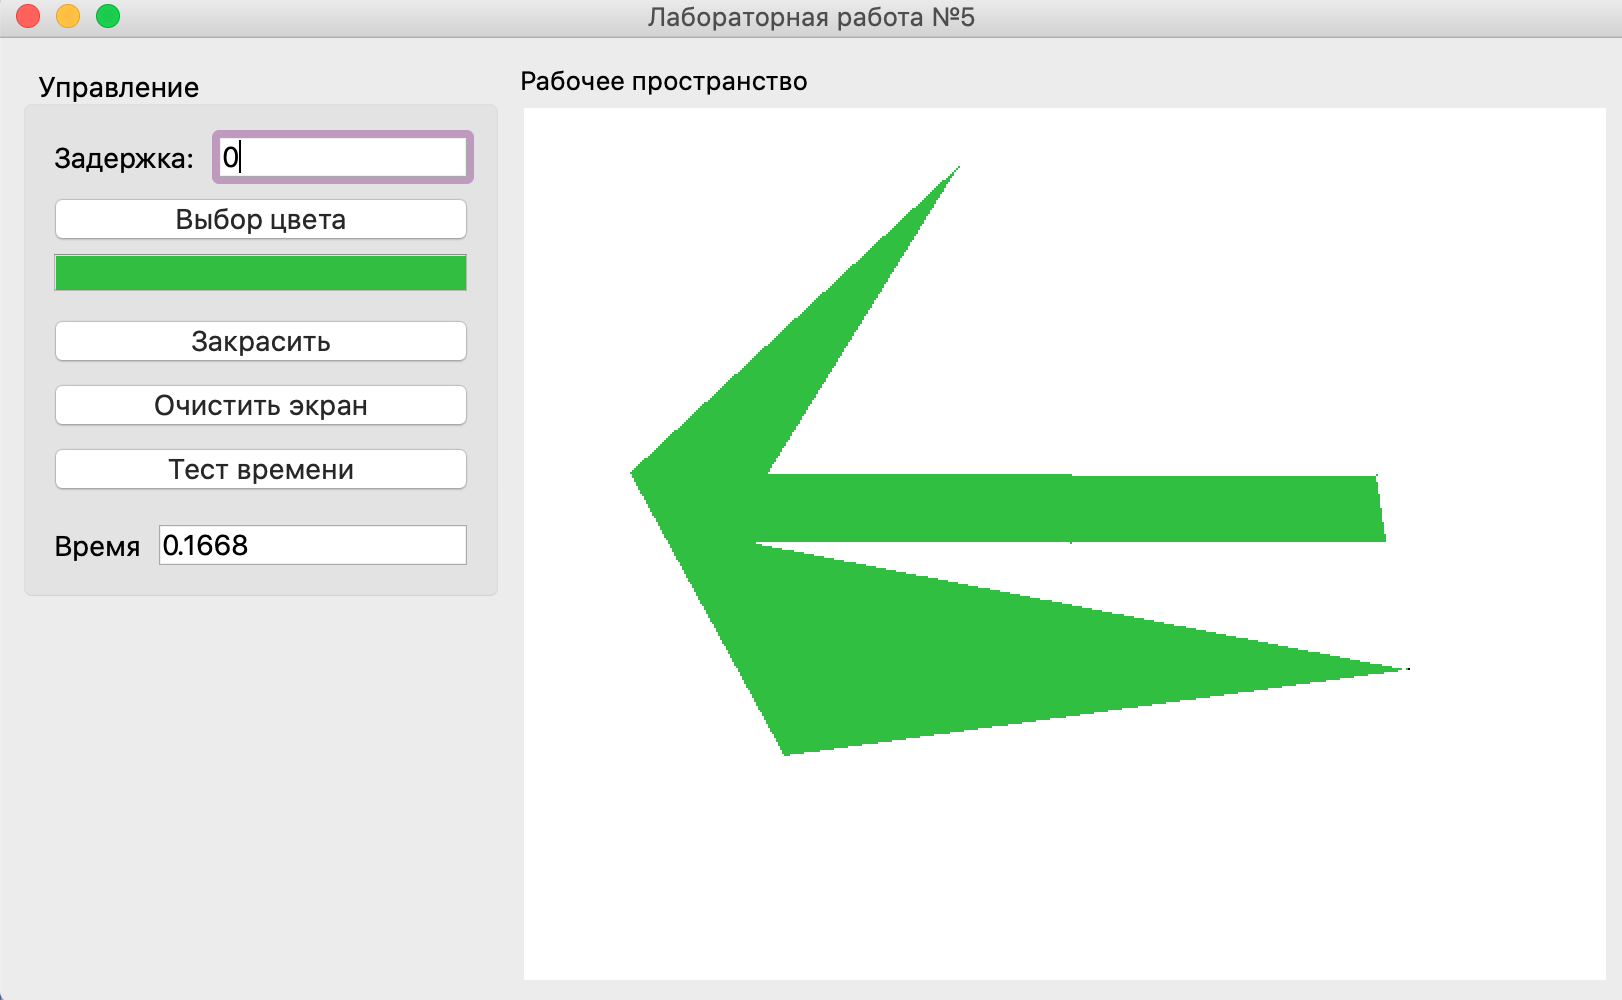 Лабораторная работа №5
Управление
Задержка: 0
Выбор цвета
Закрасить
Очистить экран
Тест времени
Время 0.1668
Рабочее пространство